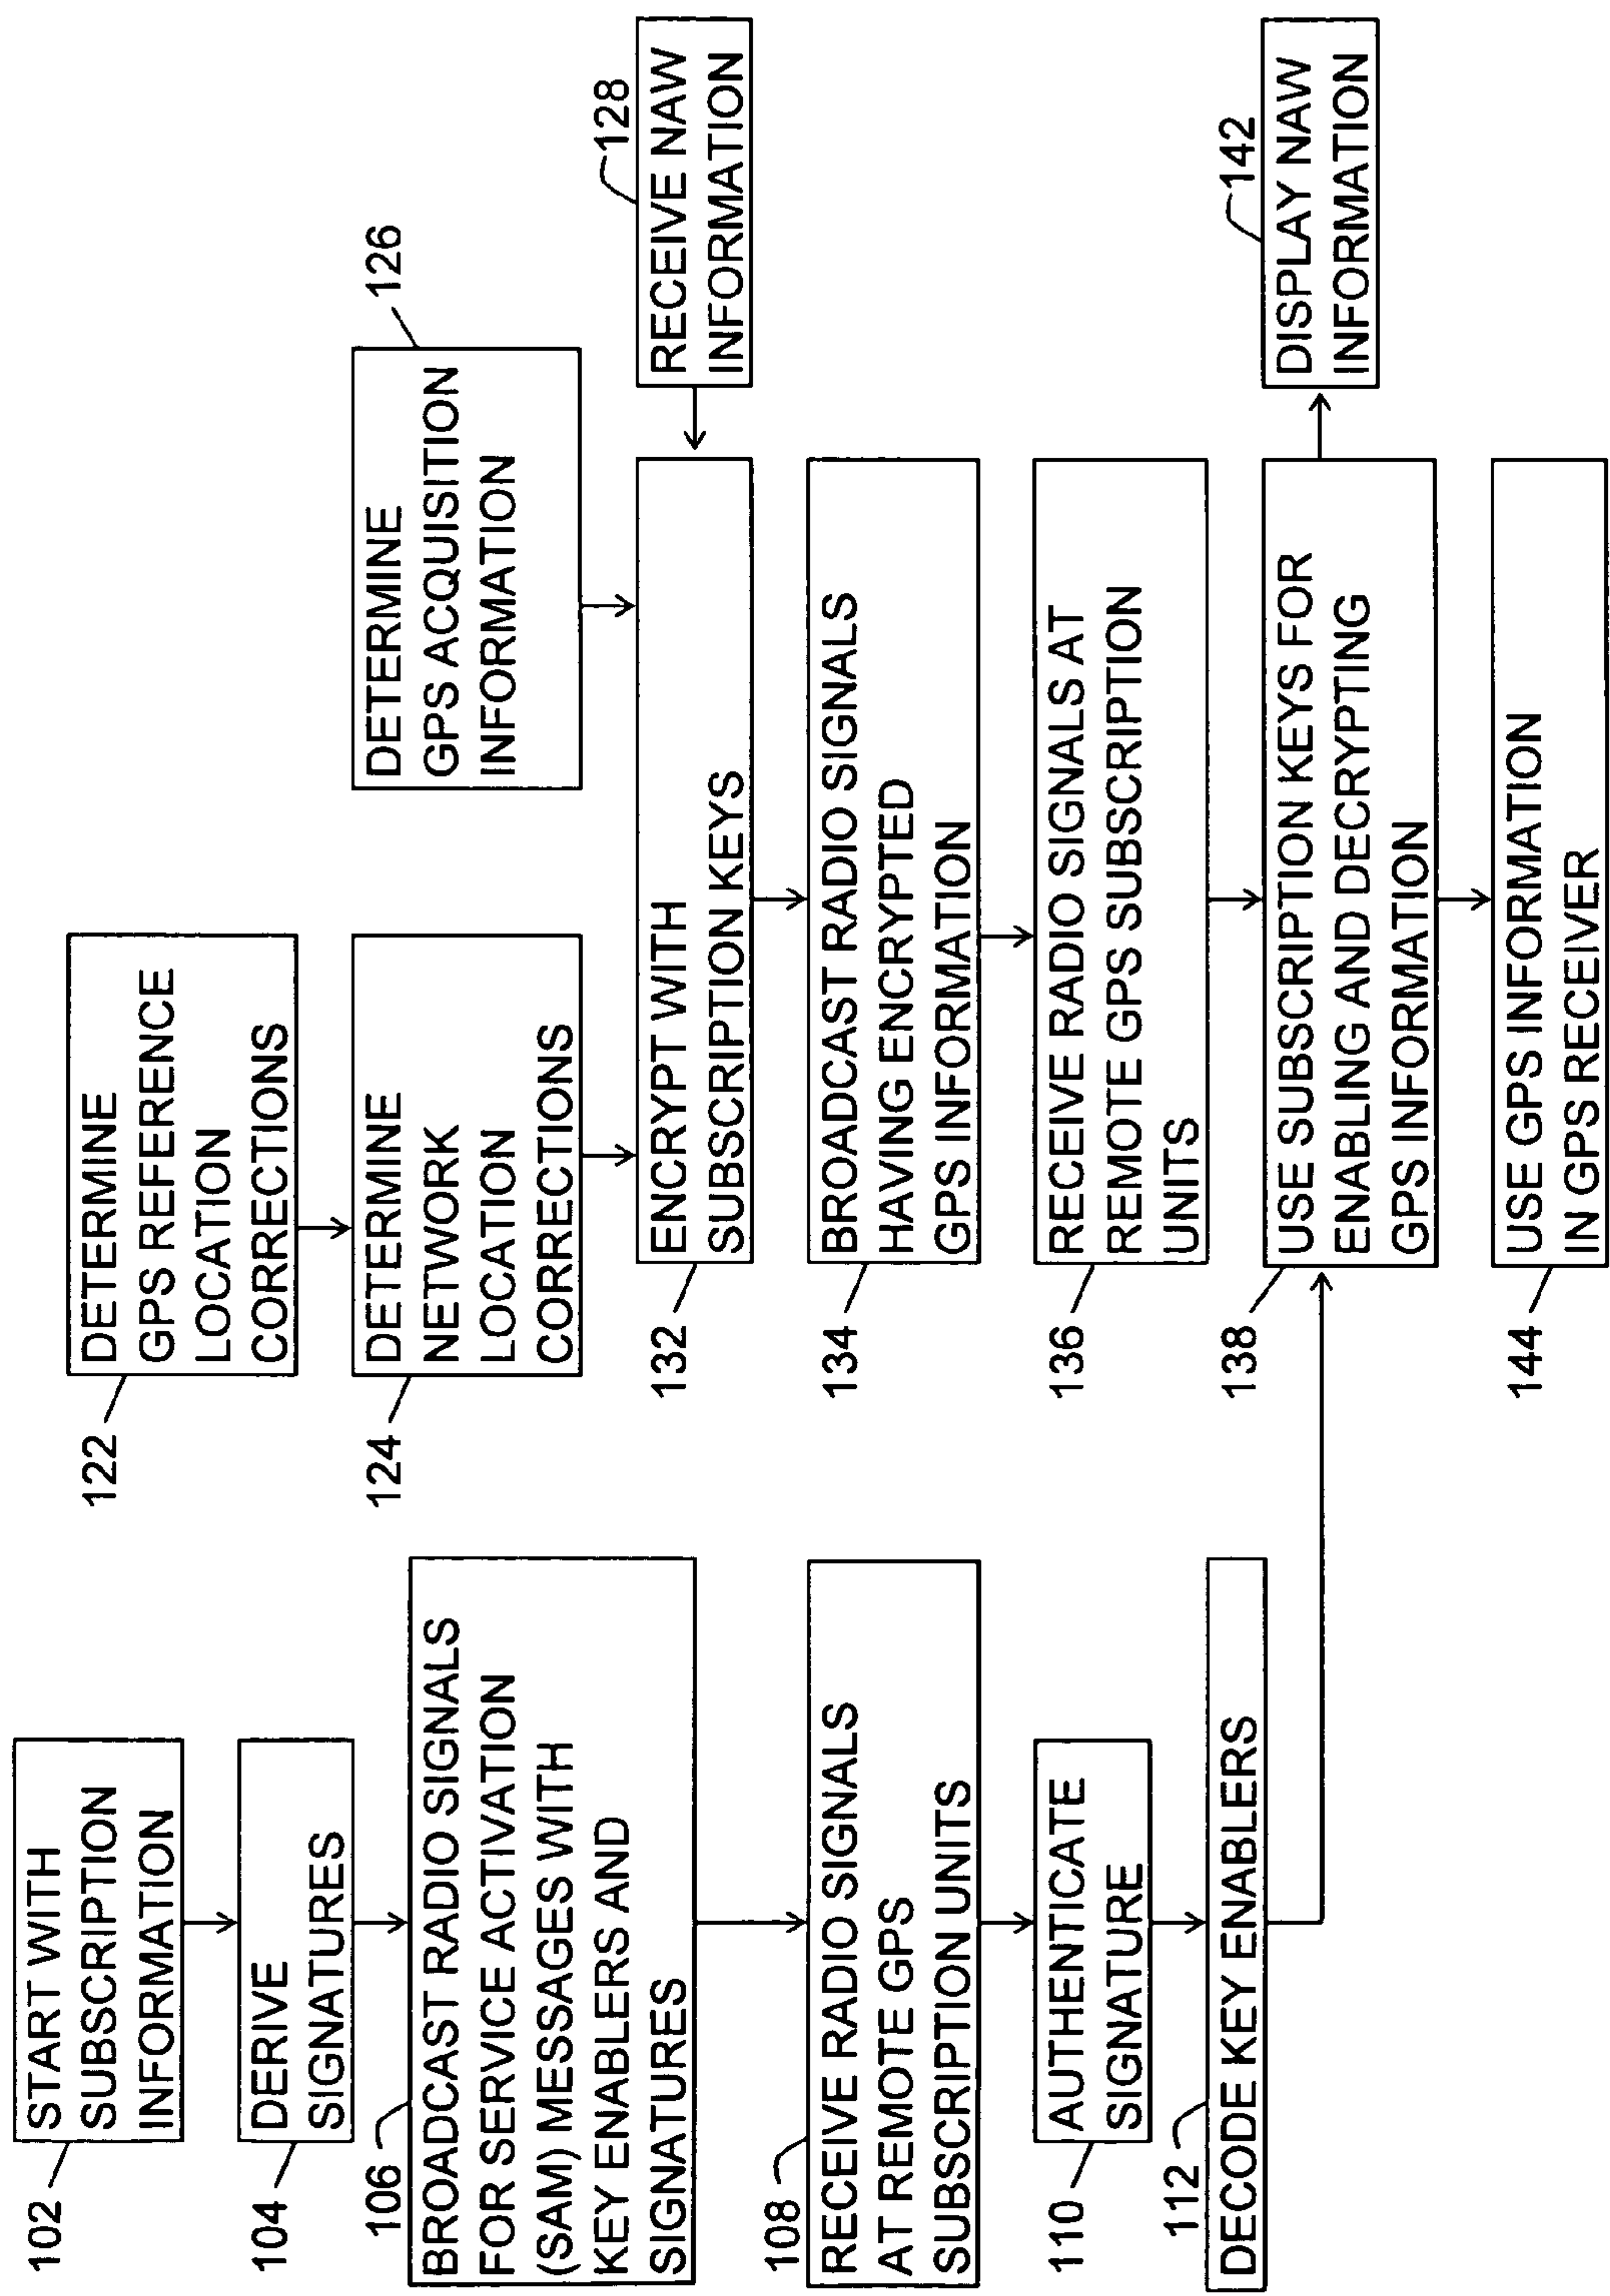 102
START WITH
SUBSCRIPTION
INFORMATION
104
DERIVE
SIGNATURES
106
BROADCAST RADIO SIGNALS
FOR SERVICE ACTIVATION
(SAM) MESSAGES WITH
KEY ENABLERS AND
SIGNATURES
108
RECEIVE RADIO SIGNALS
AT REMOTE GPS
SUBSCRIPTION UNITS
110
AUTHENTICATE
SIGNATURE
112
DECODE KEY ENABLERS
122
DETERMINE
GPS REFERENCE
LOCATION
CORRECTIONS
124
DETERMINE
NETWORK
LOCATION
CORRECTIONS
126
DETERMINE
GPS ACQUISITION
INFORMATION
128
RECEIVE NAW
INFORMATION
132
ENCRYPT WITH
SUBSCRIPTION KEYS
134
BROADCAST RADIO SIGNALS
HAVING ENCRYPTED
GPS INFORMATION
136
RECEIVE RADIO SIGNALS AT
REMOTE GPS SUBSCRIPTION
UNITS
138
USE SUBSCRIPTION KEYS FOR
ENABLING AND DECRYPTING
GPS INFORMATION
142
DISPLAY NAW
INFORMATION
144
USE GPS INFORMATION
IN GPS RECEIVER